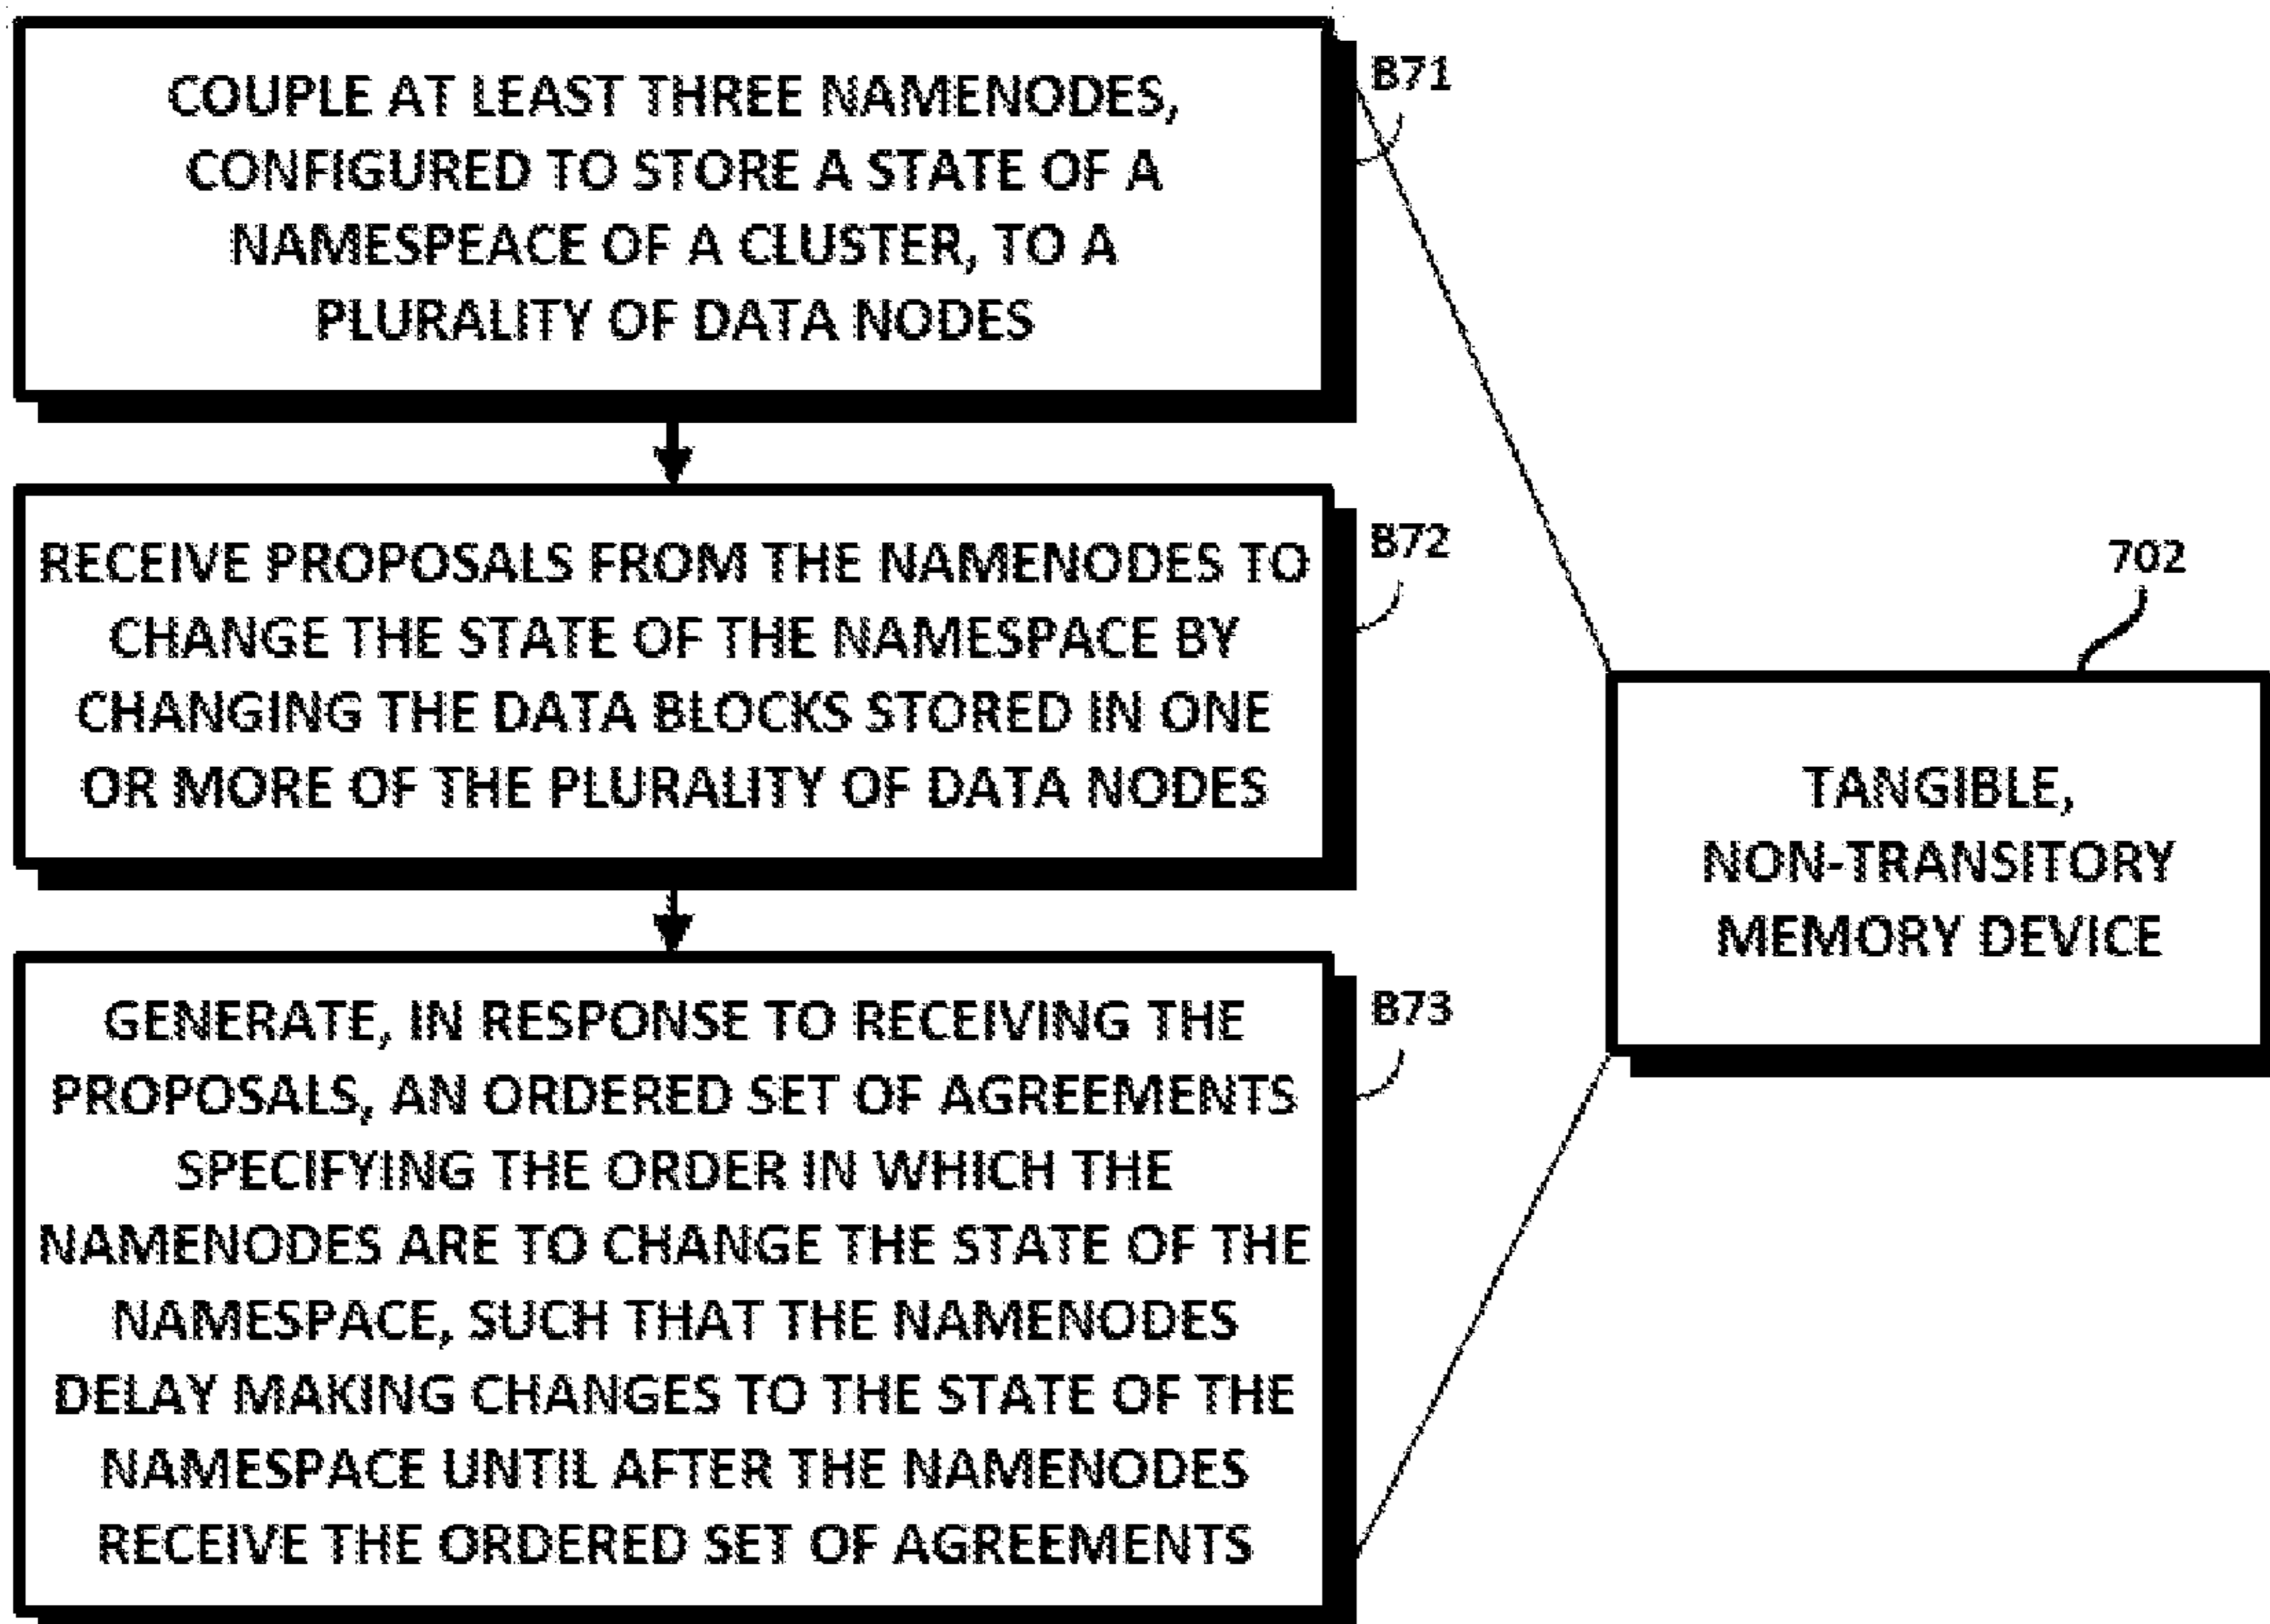 COUPLE AT LEAST THREE NAMENODES,
CONFIGURED TO STORE A STATE OF A
NAMESPEACE OF A CLUSTER, TO A
PLURALITY OF DATA NODES
B71
RECEIVE PROPOSALS FROM THE NAMENODES TO
CHANGE THE STATE OF THE NAMESPACE BY
CHANGING THE DATA BLOCKS STORED IN ONE
OR MORE OF THE PLURALITY OF DATA NODES
B72
GENERATE, IN RESPONSE TO RECEIVING THE
PROPOSALS, AN ORDERED SET OF AGREEMENTS
SPECIFYING THE ORDER IN WHICH THE
NAMENODES ARE TO CHANGE THE STATE OF THE
NAMESPACE, SUCH THAT THE NAMENODES
DELAY MAKING CHANGES TO THE STATE OF THE
NAMESPACE UNTIL AFTER THE NAMENODES
RECEIVE THE ORDERED SET OF AGREEMENTS
B73
702
TANGIBLE,
NON-TRANSITORY
MEMORY DEVICE